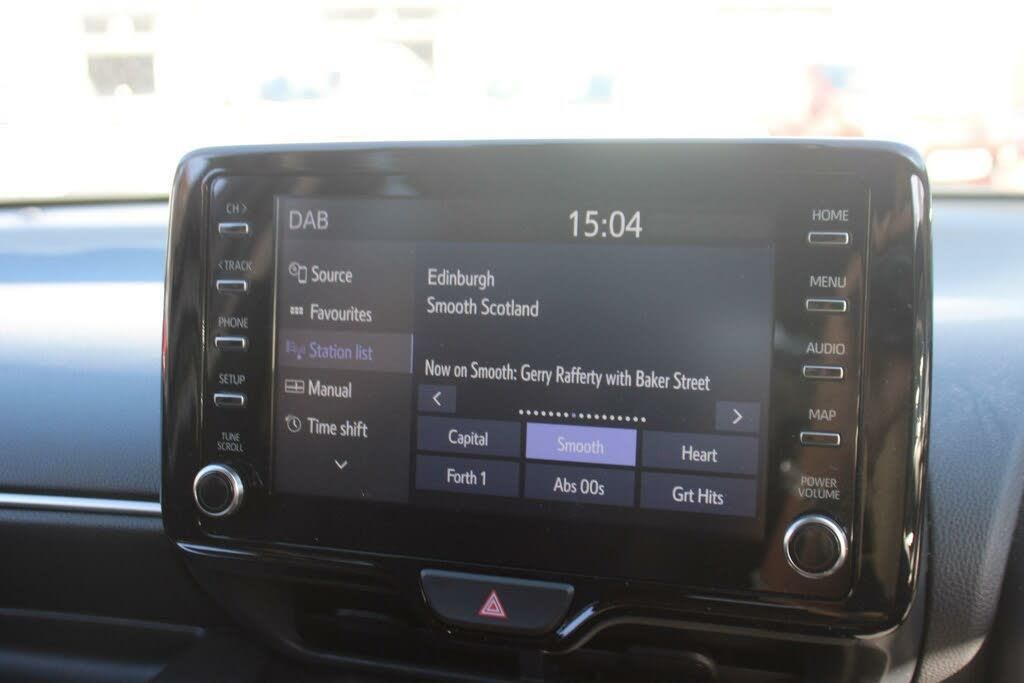 DAB
15:04
CH >
< TRACK
PHONE
SETUP
TUNE
SCROLL
Source
Favourites
Station list
Manual
Time shift
Edinburgh
Smooth Scotland
Now on Smooth: Gerry Rafferty with Baker Street
Capital
Smooth
Heart
Forth 1
Abs 00s
Grt Hits
HOME
MENU
AUDIO
MAP
POWER
VOLUME